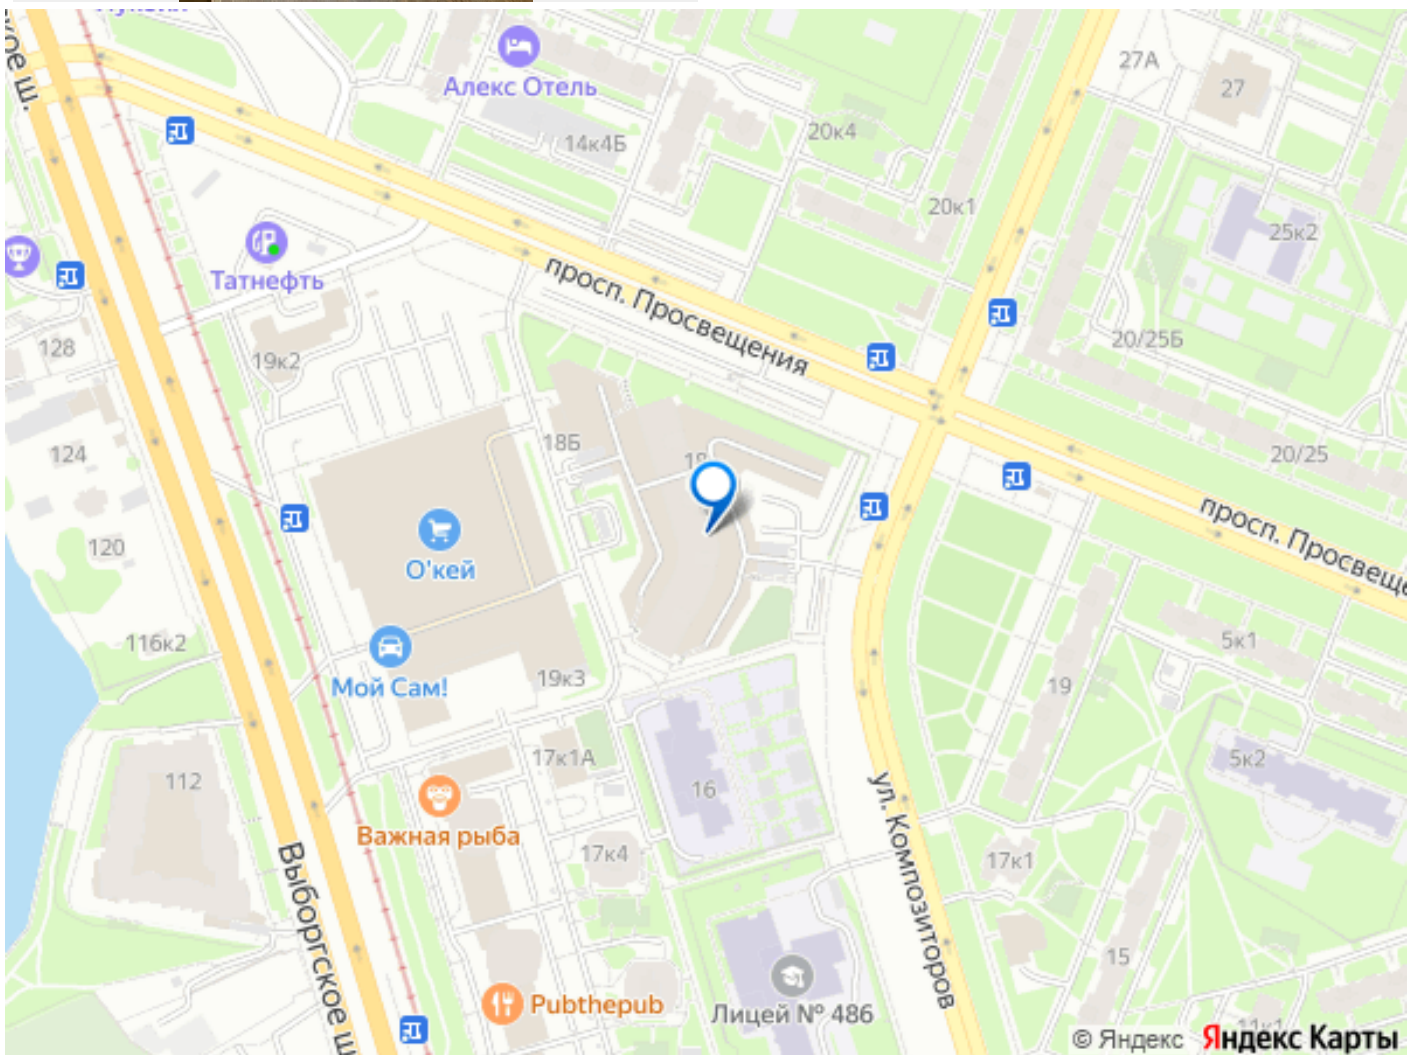 кое ш.
Алекс Отель
27А
27
14к4Б
20к4
20к1
25к2
Татнефть
просп. Просвещения
128
19к2
20/25Б
124
18Б
18
20/25
просп. Просвеще
120
О'кей
116к2
5к1
Мой Сам!
19к3
19
17к1А
5к2
112
16
Важная рыба
17к4
17к1
ул. Композиторов
Выборгское ш
15
Pubthepub
Лицей № 486
© Яндекс Яндекс Карты